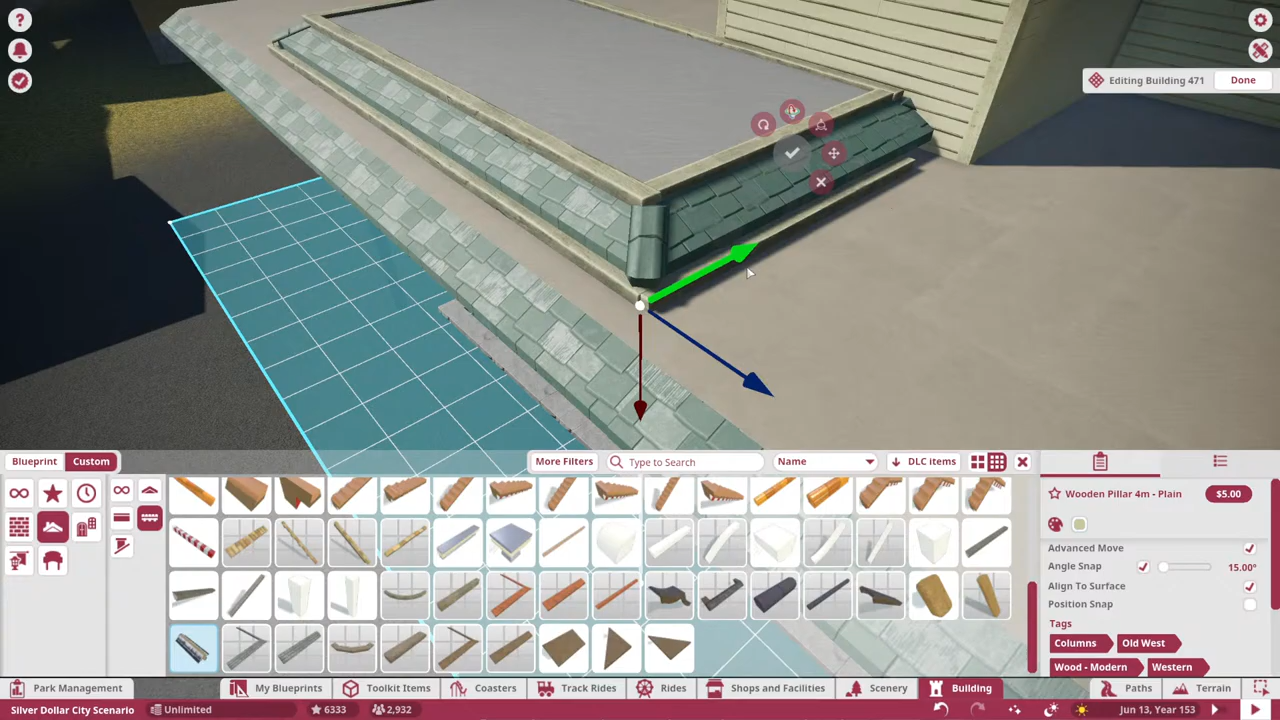 Editing Building 471
Done
Blueprint
Custom
More Filters
Type to Search
Name
DLC items
Wooden Pillar 4m - Plain
$5.00
Advanced Move
Angle Snap
15.00°
Align To Surface
Position Snap
Tags
Columns
Old West
Wood - Modern
Western
Park Management
My Blueprints
Toolkit Items
Coasters
Track Rides
Rides
Shops and Facilities
Scenery
Building
Paths
Terrain
Silver Dollar City Scenario
Unlimited
6333
2,932
Jun 13, Year 153